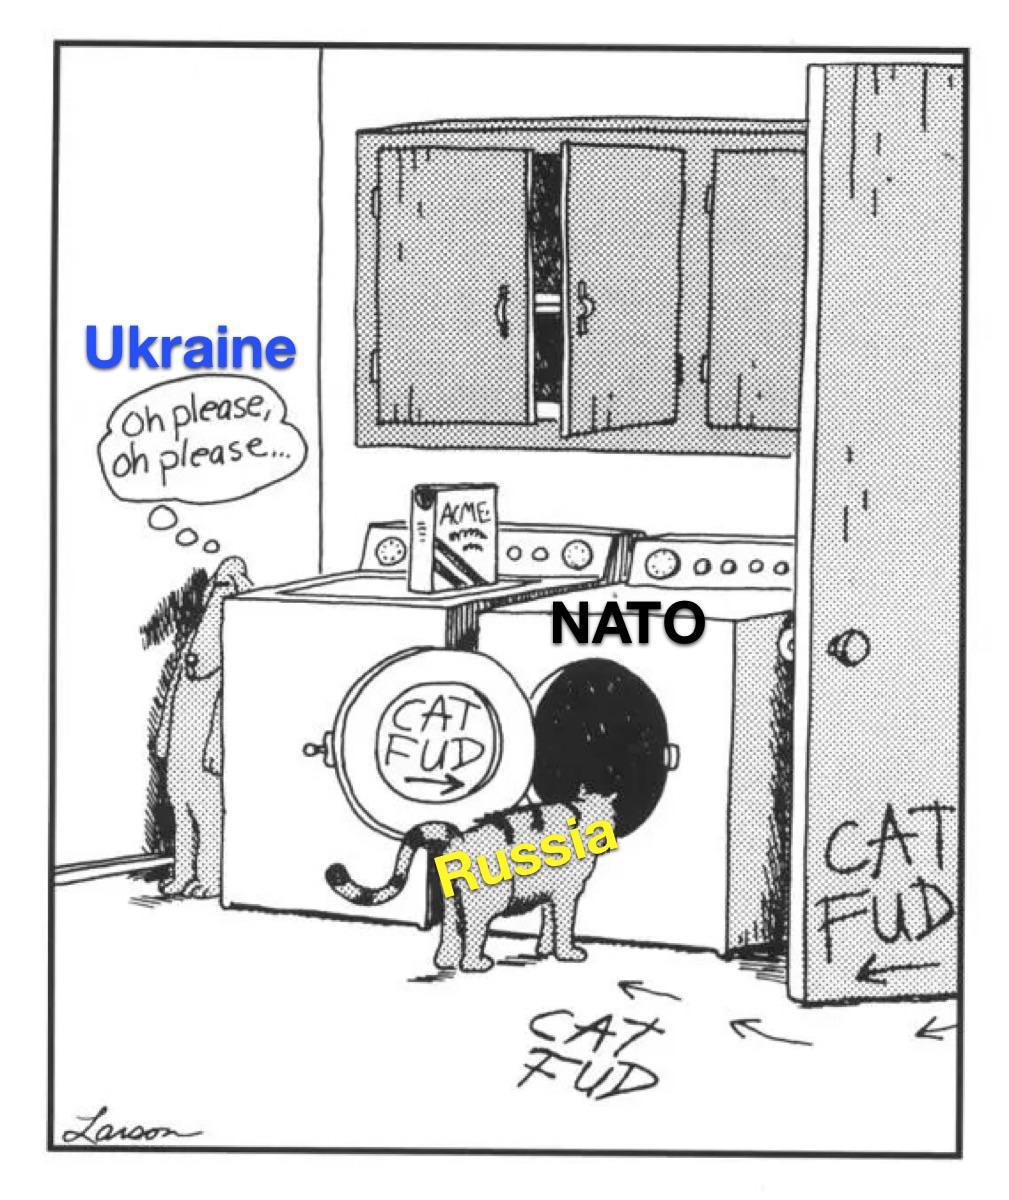 Ukraine
Oh please,
oh please...
ACME
NATO
CAT
FUD
Russia
CAT
FUD
CAT
FUD
Larson